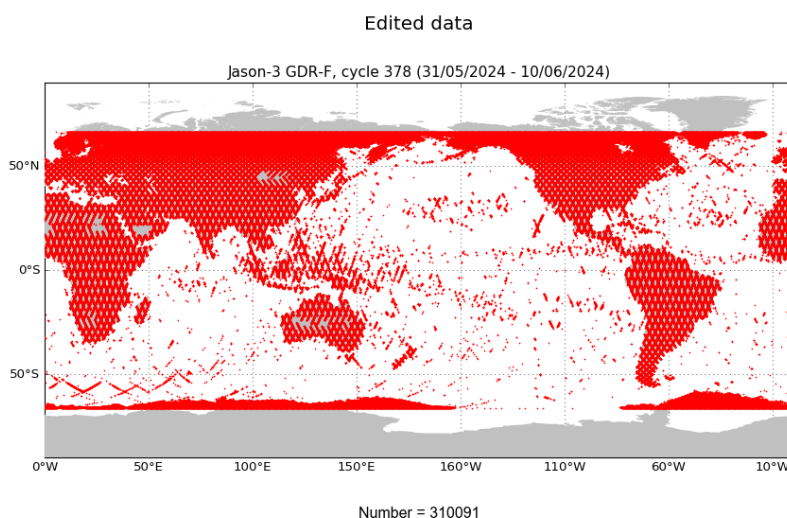 Edited data
Jason-3 GDR-F, cycle 378 (31/05/2024 - 10/06/2024)
50°N
0°S
50°S
0°W 50°E 100°E 150°E 160°W 110°W 60°W 10°W
Number = 310091